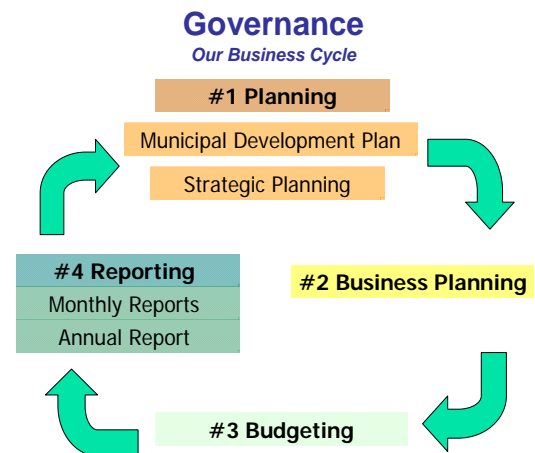 Governance
Our Business Cycle
#1 Planning
Municipal Development Plan
Strategic Planning
#2 Business Planning
#3 Budgeting
#4 Reporting
Monthly Reports
Annual Report